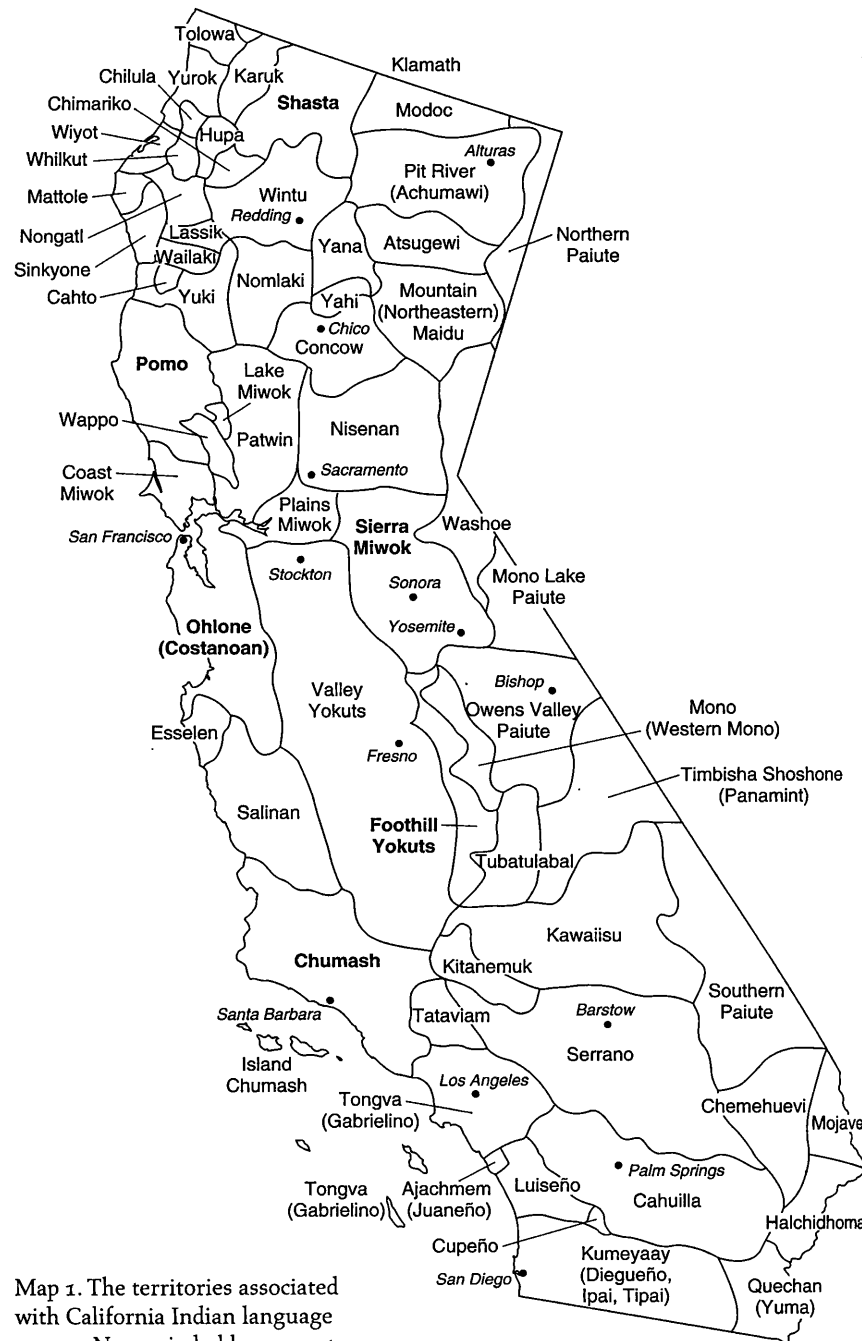 Tolowa
Klamath
Chilula
Yurok
Karuk
Shasta
Modoc
Chimariko
Wiyot
Hupa
Whilkut
Alturas
Pit River
(Achumawi)
Mattole
Wintu
Redding
Nongatl
Lassik
Yana
Atsugewi
Northern
Paiute
Sinkyone
Wailaki
Cahto
Yuki
Nomlaki
Yahi
Mountain
(Northeastern)
Maidu
Chico
Concow
Pomo
Lake
Miwok
Wappo
Patwin
Nisenan
Coast
Miwok
Sacramento
Plains
Miwok
Sierra
Miwok
Washoe
San Francisco
Stockton
Sonora
Mono Lake
Paiute
Yosemite
Ohlone
(Costanoan)
Valley
Yokuts
Bishop
Owens Valley
Paiute
Mono
(Western Mono)
Esselen
Fresno
Timbisha Shoshone
(Panamint)
Salinan
Foothill
Yokuts
Tubatulabal
Kawaiisu
Chumash
Kitanemuk
Southern
Paiute
Santa Barbara
Tataviam
Barstow
Serrano
Island
Chumash
Los Angeles
Tongva
(Gabrielino)
Chemehuevi
Mojave
Palm Springs
Tongva
(Gabrielino)
Ajachmem
(Juaneño)
Luiseño
Cahuilla
Halchidhoma
Cupeño
Kumeyaay
(Diegueño,
Ipai, Tipai)
San Diego
Quechan
(Yuma)
Map 1. The territories associated
with California Indian language